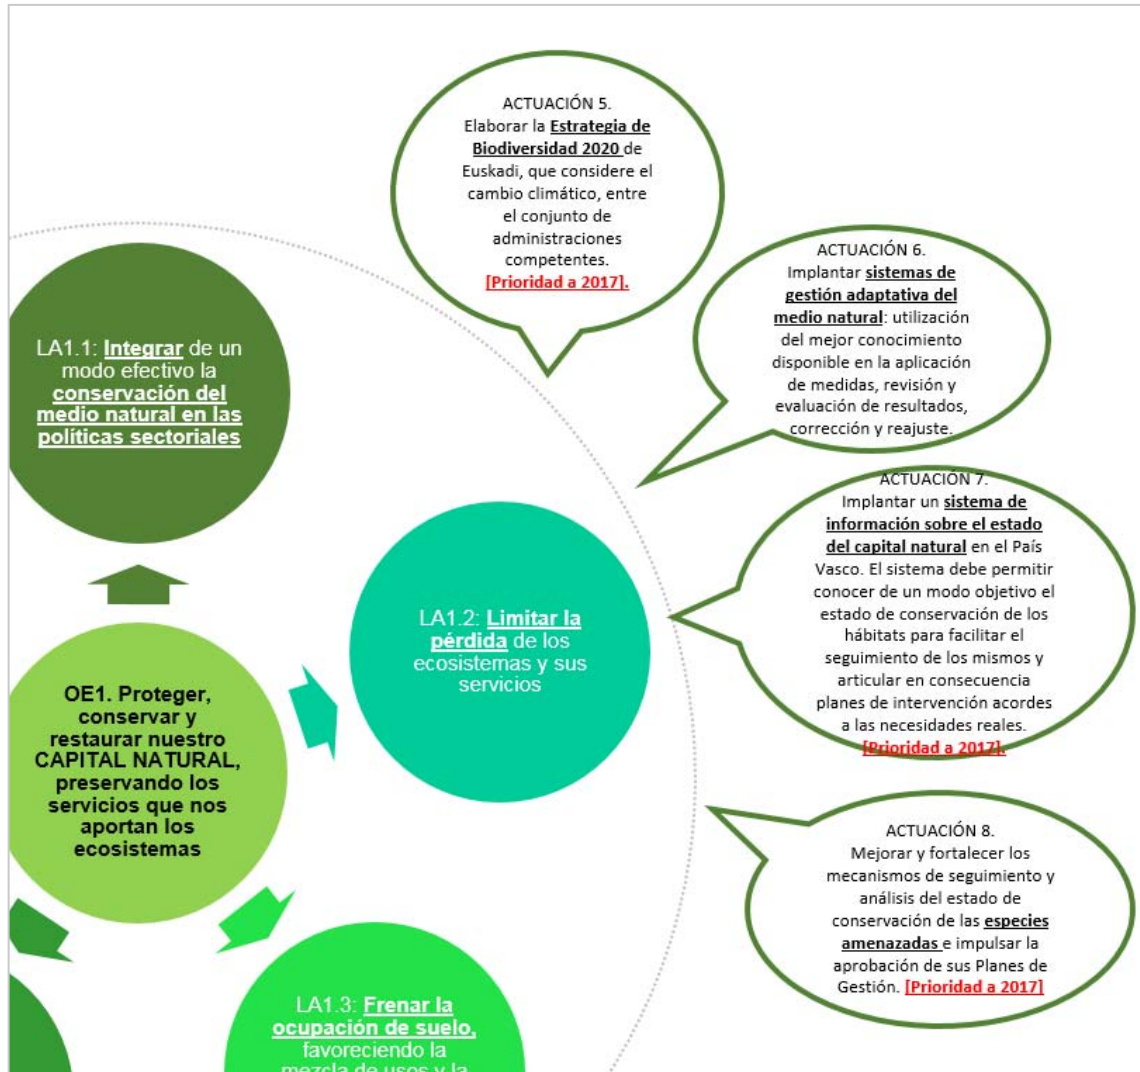 ACTUACIÓN 5.
Elaborar la Estrategia de
Biodiversidad 2020 de
Euskadi, que considere el
cambio climático, entre
el conjunto de
administraciones
competentes.
[Prioridad a 2017].
ACTUACIÓN 6.
Implantar sistemas de
gestión adaptativa del
medio natural: utilización
del mejor conocimiento
disponible en la aplicación
de medidas, revisión y
evaluación de resultados,
corrección y reajuste.
LA1.1: Integrar de un
modo efectivo la
conservación del
medio natural en las
políticas sectoriales
ACTUACIÓN 7.
Implantar un sistema de
información sobre el estado
del capital natural en el País
Vasco. El sistema debe permitir
conocer de un modo objetivo el
estado de conservación de los
hábitats para facilitar el
seguimiento de los mismos y
articular en consecuencia
planes de intervención acordes
a las necesidades reales.
[Prioridad a 2017].
LA1.2: Limitar la
pérdida de los
ecosistemas y sus
servicios
OE1. Proteger,
conservar y
restaurar nuestro
CAPITAL NATURAL,
preservando los
servicios que nos
aportan los
ecosistemas
ACTUACIÓN 8.
Mejorar y fortalecer los
mecanismos de seguimiento y
análisis del estado de
conservación de las especies
amenazadas e impulsar la
aprobación de sus Planes de
Gestión. [Prioridad a 2017]
LA1.3: Frenar la
ocupación de suelo,
favoreciendo la
mezcla de usos y la